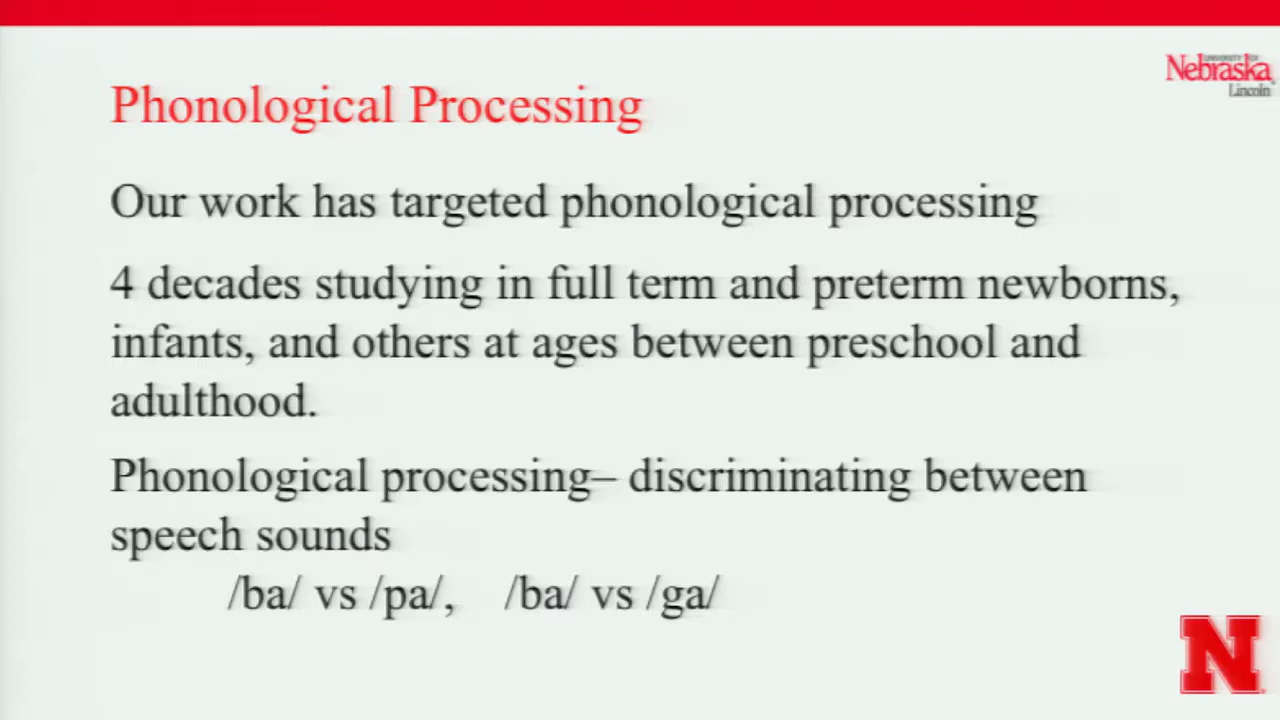 UNIVERSITY OF
Nebraska
Lincoln
Phonological Processing
Our work has targeted phonological processing
4 decades studying in full term and preterm newborns,
infants, and others at ages between preschool and
adulthood.
Phonological processing– discriminating between
speech sounds
/ba/ vs /pa/, /ba/ vs /ga/
N